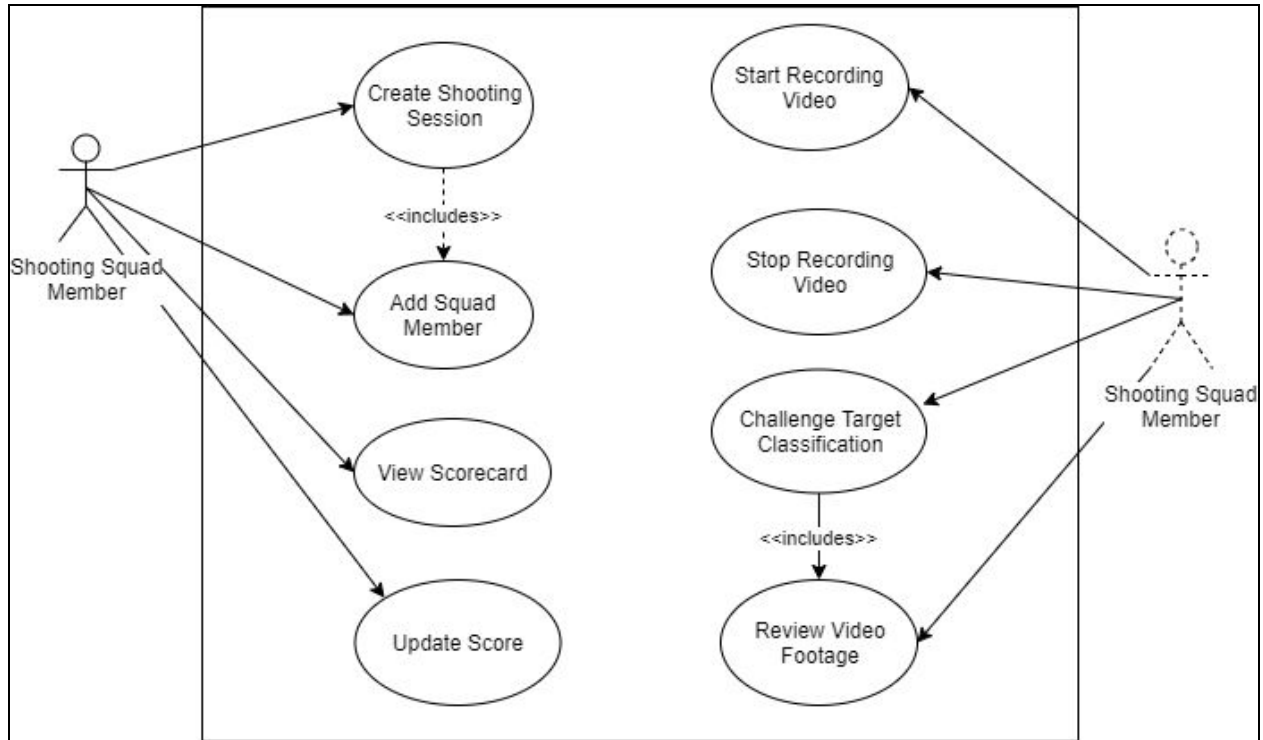 Create Shooting
Session
<<includes>>
Add Squad
Member
View Scorecard
Update Score
Shooting Squad
Member
Start Recording
Video
Stop Recording
Video
Challenge Target
Classification
<<includes>>
Review Video
Footage
Shooting Squad
Member